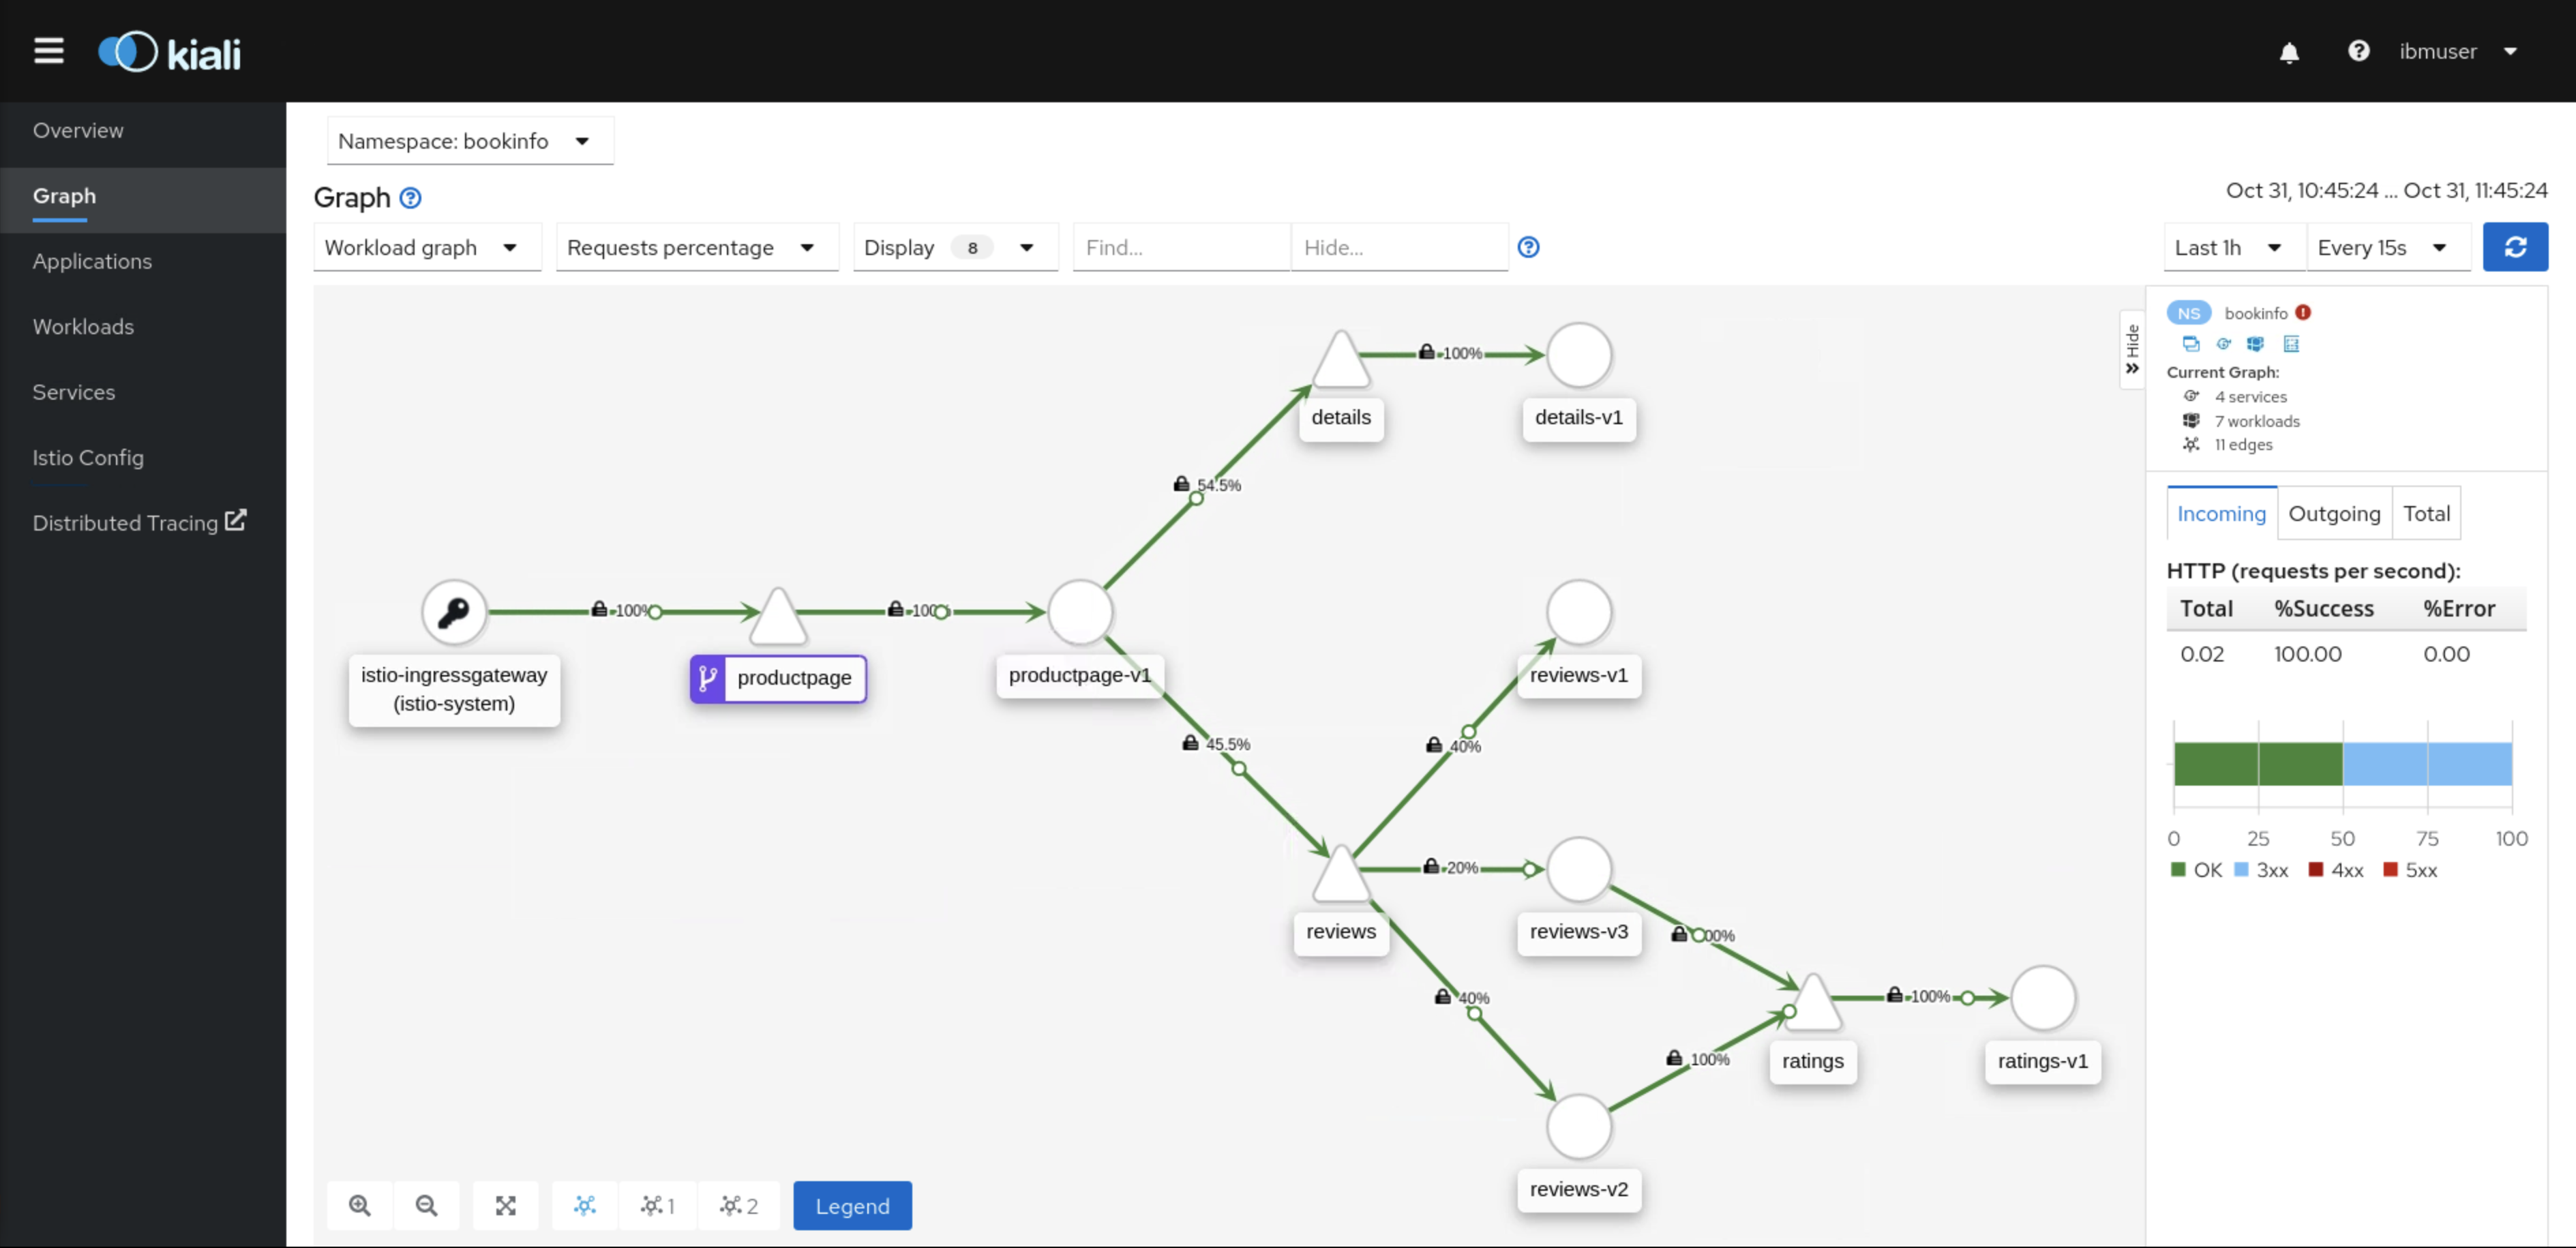 kiali
ibmuser
Overview
Graph
Applications
Workloads
Services
Istio Config
Distributed Tracing
Namespace: bookinfo
Graph
Oct 31, 10:45:24 ... Oct 31, 11:45:24
Workload graph
Requests percentage
Display 8
Find...
Hide...
Last 1h
Every 15s
details
100%
details-v1
54.5%
istio-ingressgateway
(istio-system)
100%
productpage
100%
productpage-v1
45.5%
reviews-v1
40%
reviews
20%
reviews-v3
40%
00%
100%
ratings
100%
ratings-v1
reviews-v2
1
2
Legend
Hide
NS bookinfo
Current Graph:
4 services
7 workloads
11 edges
Incoming
Outgoing
Total
HTTP (requests per second):
Total %Success %Error
0.02 100.00 0.00
0 25 50 75 100
OK 3xx 4xx 5xx